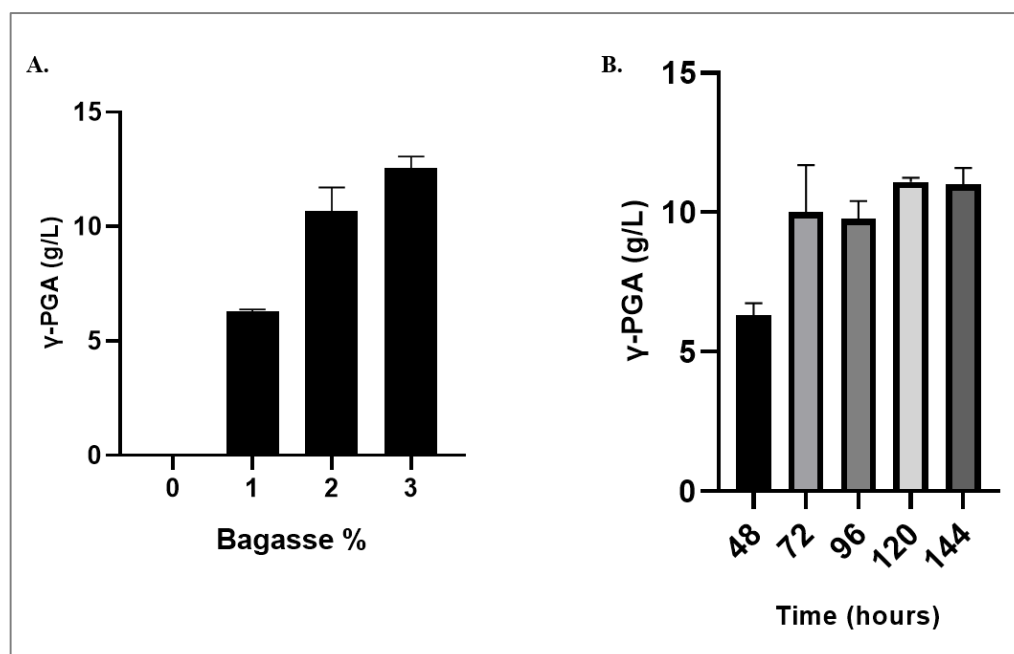 A.
15
10
5
0
γ-PGA (g/L)
0 1 2 3
Bagasse %
B.
15
10
5
0
γ-PGA (g/L)
48 72 96 120 144
Time (hours)